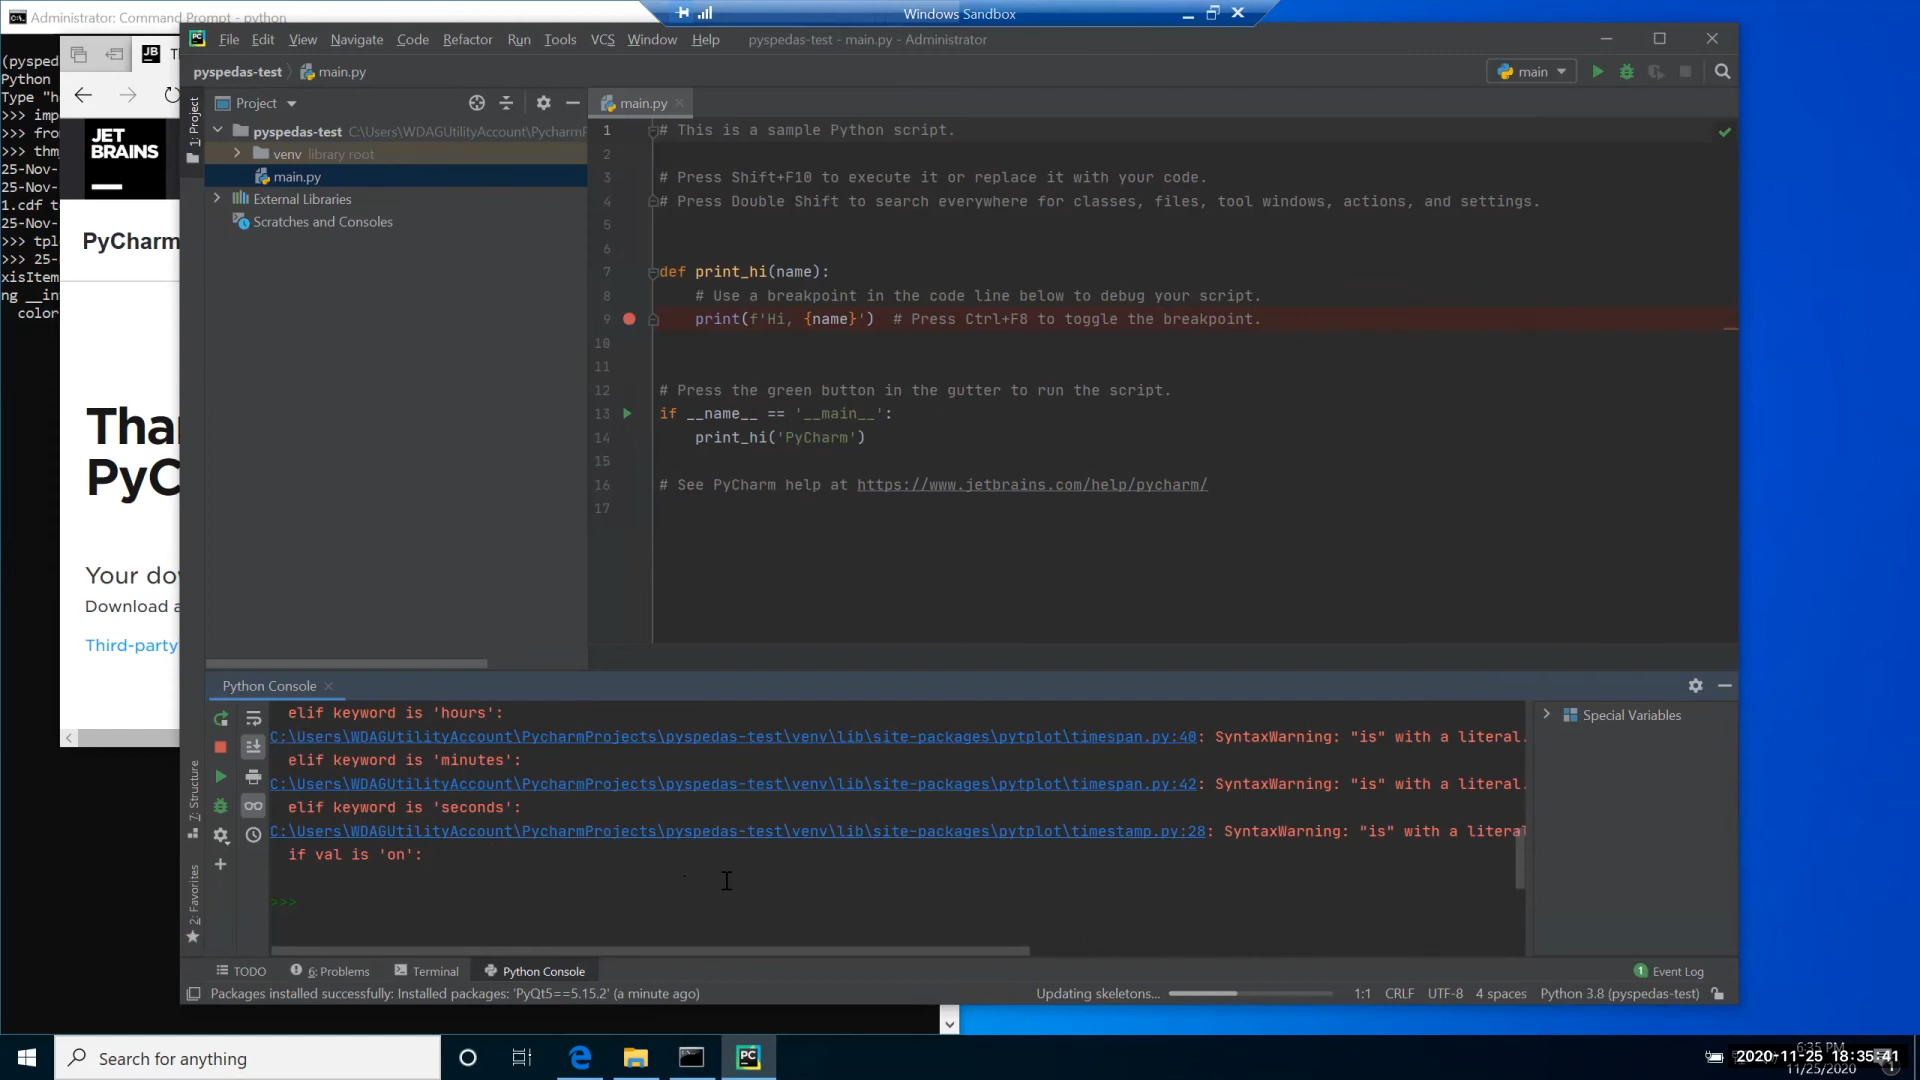 Administrator: Command Prompt - python
Windows Sandbox
(pysped
Python
Type "h
>>> imp
>>> fro
>>> thm
25-Nov-
25-Nov-
1.cdf t
25-Nov-
>>> tpl
>>> 25-
xisItem
ng __in
color
JB
JET
BRAINS
PyCharm
Than
PyC
Your dow
Download a
Third-party
PC File Edit View Navigate Code Refactor Run Tools VCS Window Help pyspedas-test - main.py - Administrator
pyspedas-test main.py
main
1: Project
Project
pyspedas-test C:\Users\WDAGUtilityAccount\PycharmP
venv library root
main.py
External Libraries
Scratches and Consoles
main.py
1 # This is a sample Python script.
2
3 # Press Shift+F10 to execute it or replace it with your code.
4 # Press Double Shift to search everywhere for classes, files, tool windows, actions, and settings.
5
6
7 def print_hi(name):
8 # Use a breakpoint in the code line below to debug your script.
9 print(f'Hi, {name}') # Press Ctrl+F8 to toggle the breakpoint.
10
11
12 # Press the green button in the gutter to run the script.
13 if __name__ == '__main__':
14 print_hi('PyCharm')
15
16 # See PyCharm help at https://www.jetbrains.com/help/pycharm/
17
Python Console
elif keyword is 'hours':
C:\Users\WDAGUtilityAccount\PycharmProjects\pyspedas-test\venv\lib\site-packages\pytplot\timespan.py:40: SyntaxWarning: "is" with a literal.
elif keyword is 'minutes':
C:\Users\WDAGUtilityAccount\PycharmProjects\pyspedas-test\venv\lib\site-packages\pytplot\timespan.py:42: SyntaxWarning: "is" with a literal.
elif keyword is 'seconds':
C:\Users\WDAGUtilityAccount\PycharmProjects\pyspedas-test\venv\lib\site-packages\pytplot\timestamp.py:28: SyntaxWarning: "is" with a literal
if val is 'on':
>>>
Special Variables
7: Structure
2: Favorites
TODO 6: Problems Terminal Python Console
1 Event Log
Packages installed successfully: Installed packages: 'PyQt5==5.15.2' (a minute ago)
Updating skeletons... 1:1 CRLF UTF-8 4 spaces Python 3.8 (pyspedas-test)
Search for anything
PC
6:35 PM
2020-11-25 18:35:41
11/25/2020
1